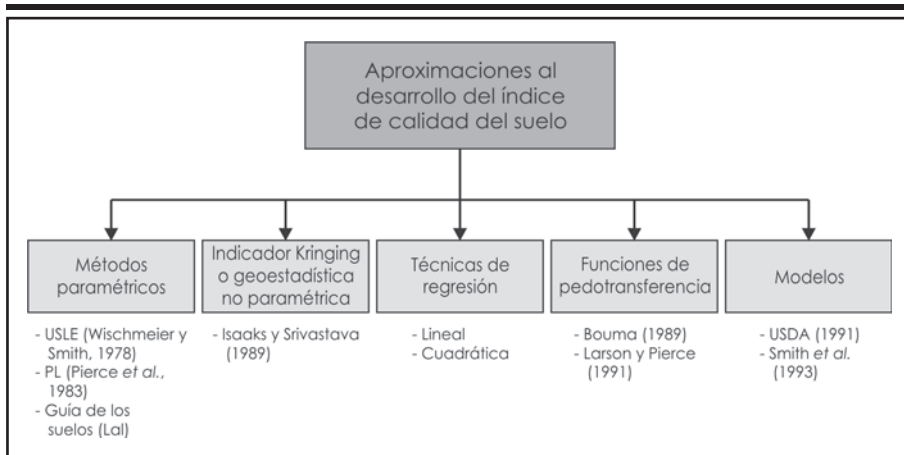 Aproximaciones al
desarrollo del índice
de calidad del suelo
Métodos
paramétricos
- USLE (Wischmeier y
Smith, 1978)
- PL (Pierce et al.,
1983)
- Guía de los
suelos (Lal)
Indicador Kringing
o geoestadística
no paramétrica
- Isaaks y Srivastava
(1989)
Técnicas de
regresión
- Lineal
- Cuadrática
Funciones de
pedotransferencia
- Bouma (1989)
- Larson y Pierce
(1991)
Modelos
- USDA (1991)
- Smith et al.
(1993)